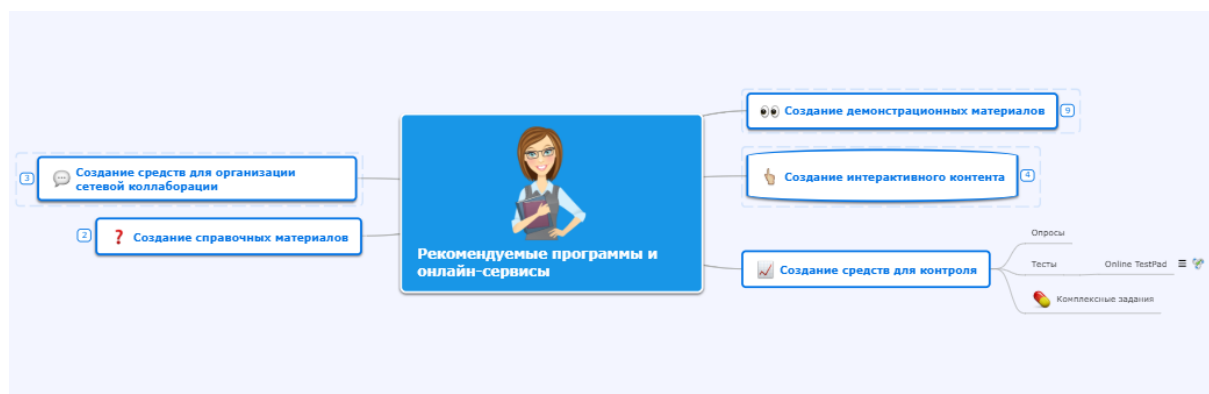 3
Создание средств для организации
сетевой коллаборации
2
Создание справочных материалов
Рекомендуемые программы и
онлайн-сервисы
Создание демонстрационных материалов
9
Создание интерактивного контента
4
Создание средств для контроля
Опросы
Тесты
Online TestPad
Комплексные задания